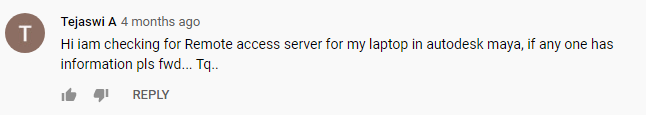 T
Tejaswi A 4 months ago
Hi iam checking for Remote access server for my laptop in autodesk maya, if any one has
information pls fwd... Tq..
REPLY